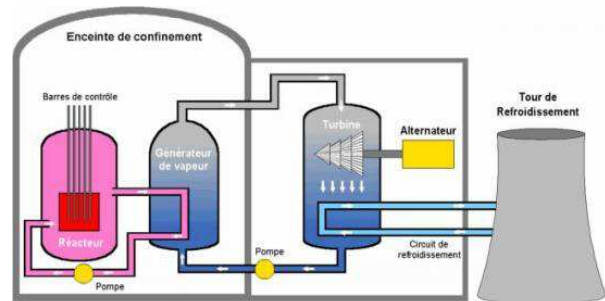 Enceinte de confinement
Barres de contrôle
Réacteur
Pompe
Générateur
de vapeur
Pompe
Turbine
Alternateur
Circuit de
refroidissement
Tour de
Refroidissement